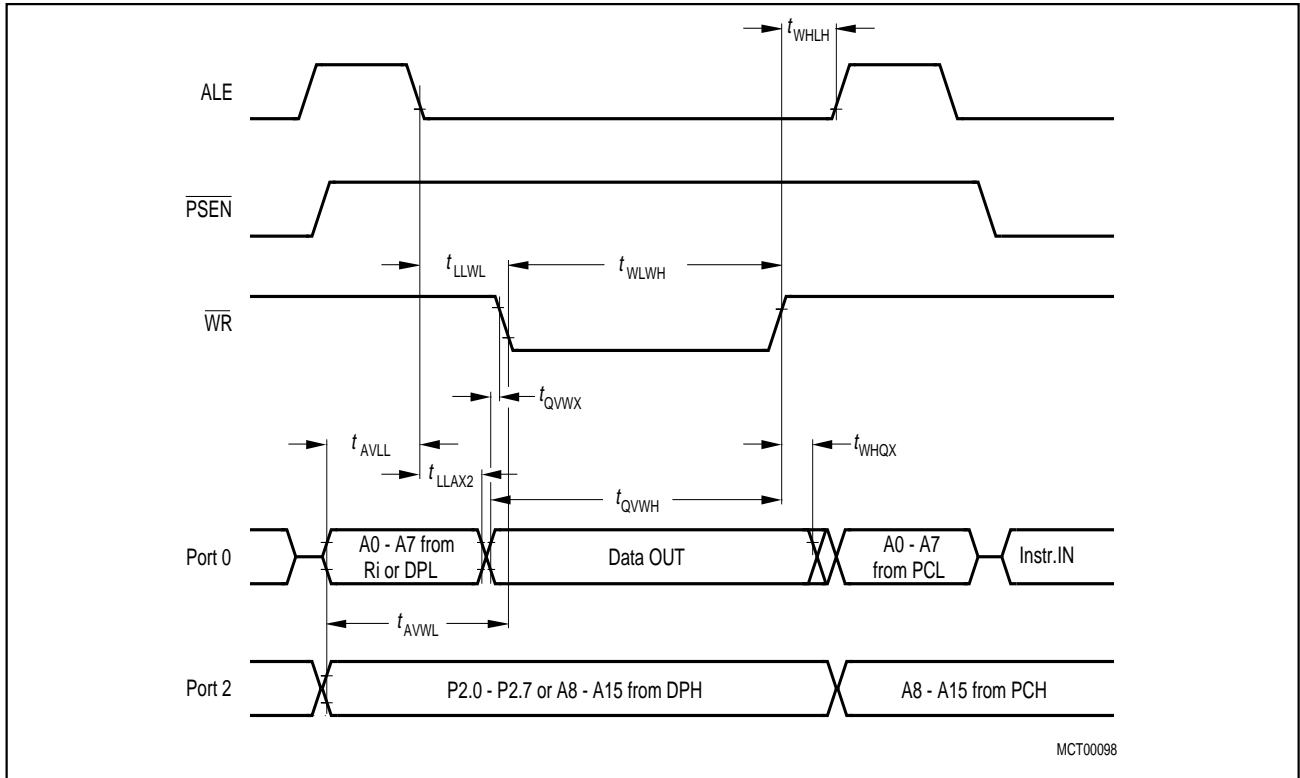 t WHLH
ALE
PSEN
t LLWL
t WLWH
WR
t QVWX
t AVLL
t WHQX
t LLAX2
t QVWH
Port 0
A0 - A7 from
Ri or DPL
Data OUT
A0 - A7
from PCL
Instr.IN
t AVWL
Port 2
P2.0 - P2.7 or A8 - A15 from DPH
A8 - A15 from PCH
MCT00098